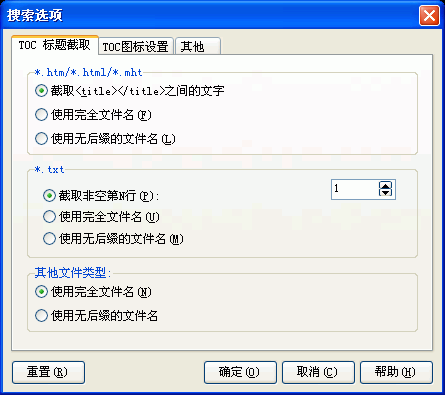 搜索选项
TOC 标题截取 TOC图标设置 其他
*.htm/*.html/*.mht
截取<title></title>之间的文字
使用完全文件名(F)
使用无后缀的文件名(L)
*.txt
截取非空第N行(P): 1
使用完全文件名(U)
使用无后缀的文件名(M)
其他文件类型:
使用完全文件名(N)
使用无后缀的文件名
重置(R) 确定(O) 取消(C) 帮助(H)